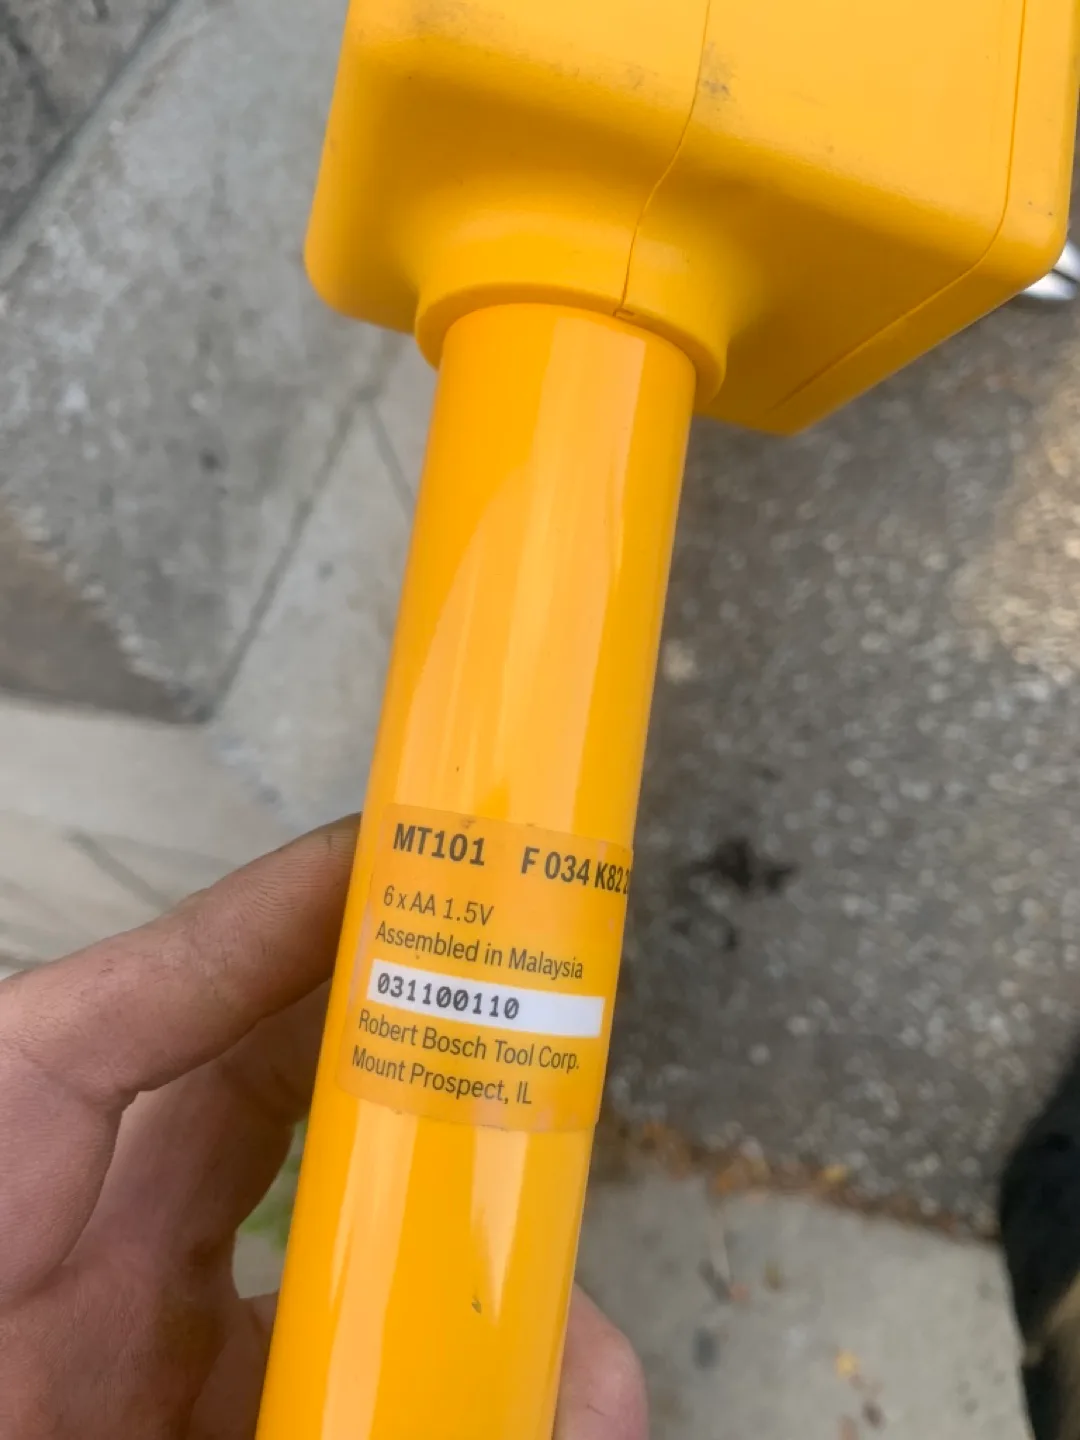 MT101 F 034 K82
6 x AA 1.5V
Assembled in Malaysia
031100110
Robert Bosch Tool Corp.
Mount Prospect, IL